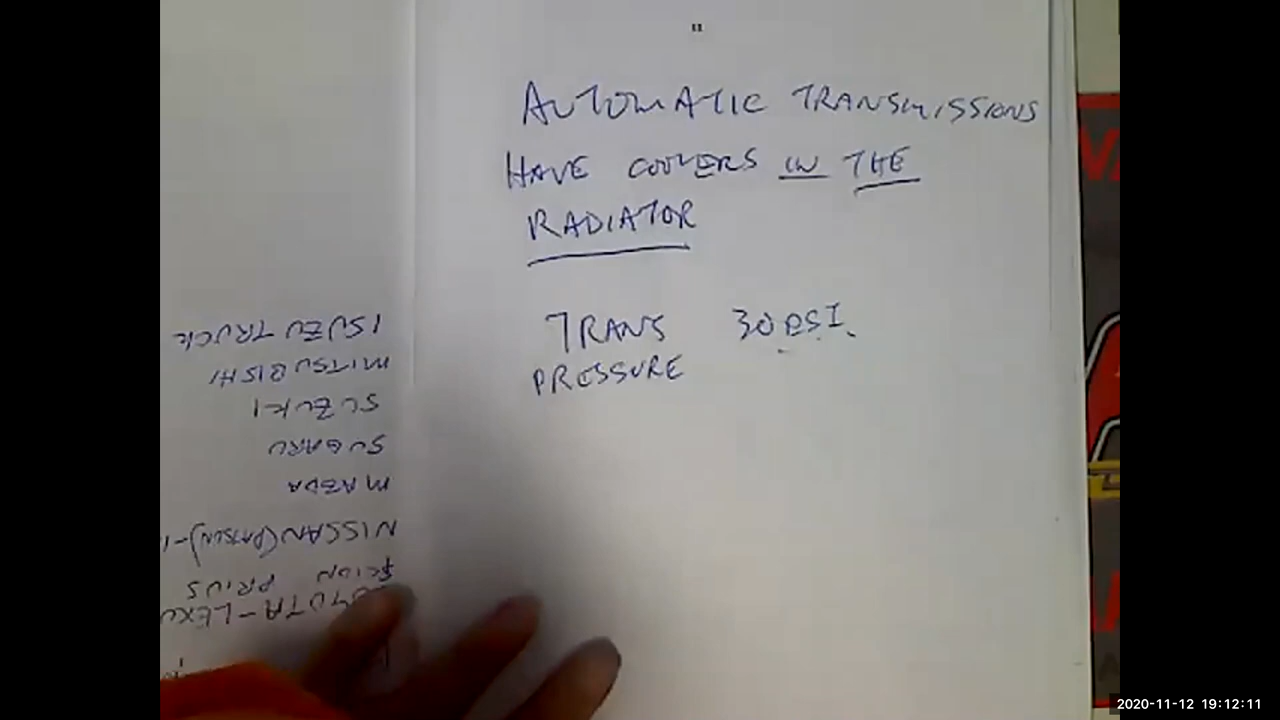 AUTOMATIC TRANSMISSIONS
HAVE COOLERS IN THE
RADIATOR
TRANS 30 PSI.
PRESSURE
ISUZU TRUCK
MITSUBISHI
SUZUKI
SUBARU
MAZDA
NISSAN (DATSUN)
SCION PRIUS
2020-11-12 19:12:11